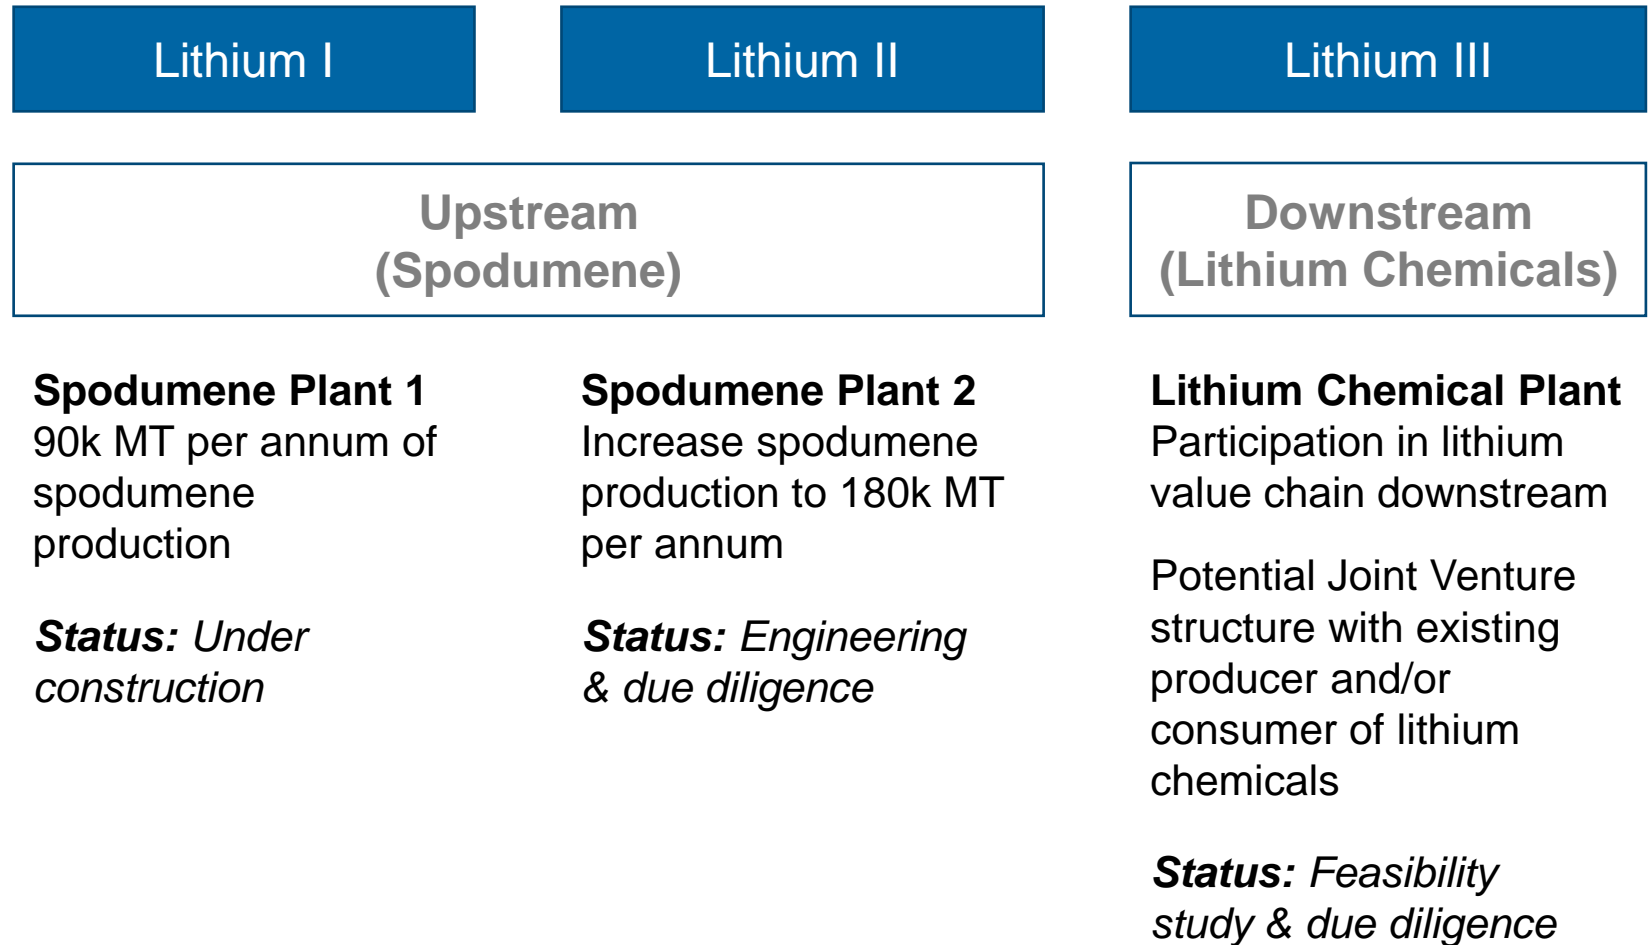 Lithium I
Lithium II
Lithium III
Upstream
(Spodumene)
Downstream
(Lithium Chemicals)
Spodumene Plant 1
90k MT per annum of
spodumene
production
Status: Under
construction
Spodumene Plant 2
Increase spodumene
production to 180k MT
per annum
Status: Engineering
& due diligence
Lithium Chemical Plant
Participation in lithium
value chain downstream
Potential Joint Venture
structure with existing
producer and/or
consumer of lithium
chemicals
Status: Feasibility
study & due diligence